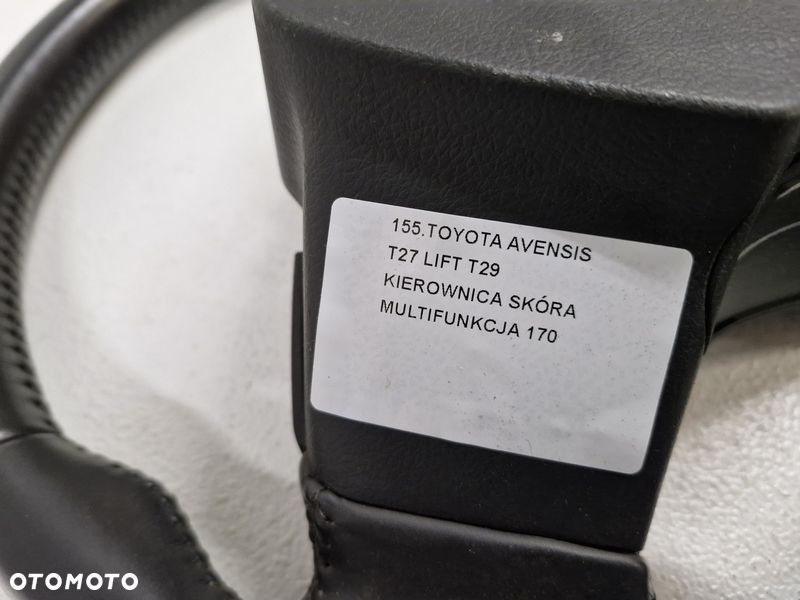 155.TOYOTA AVENSIS
T27 LIFT T29
KIEROWNICA SKÓRA
MULTIFUNKCJA 170
OTOMOTO